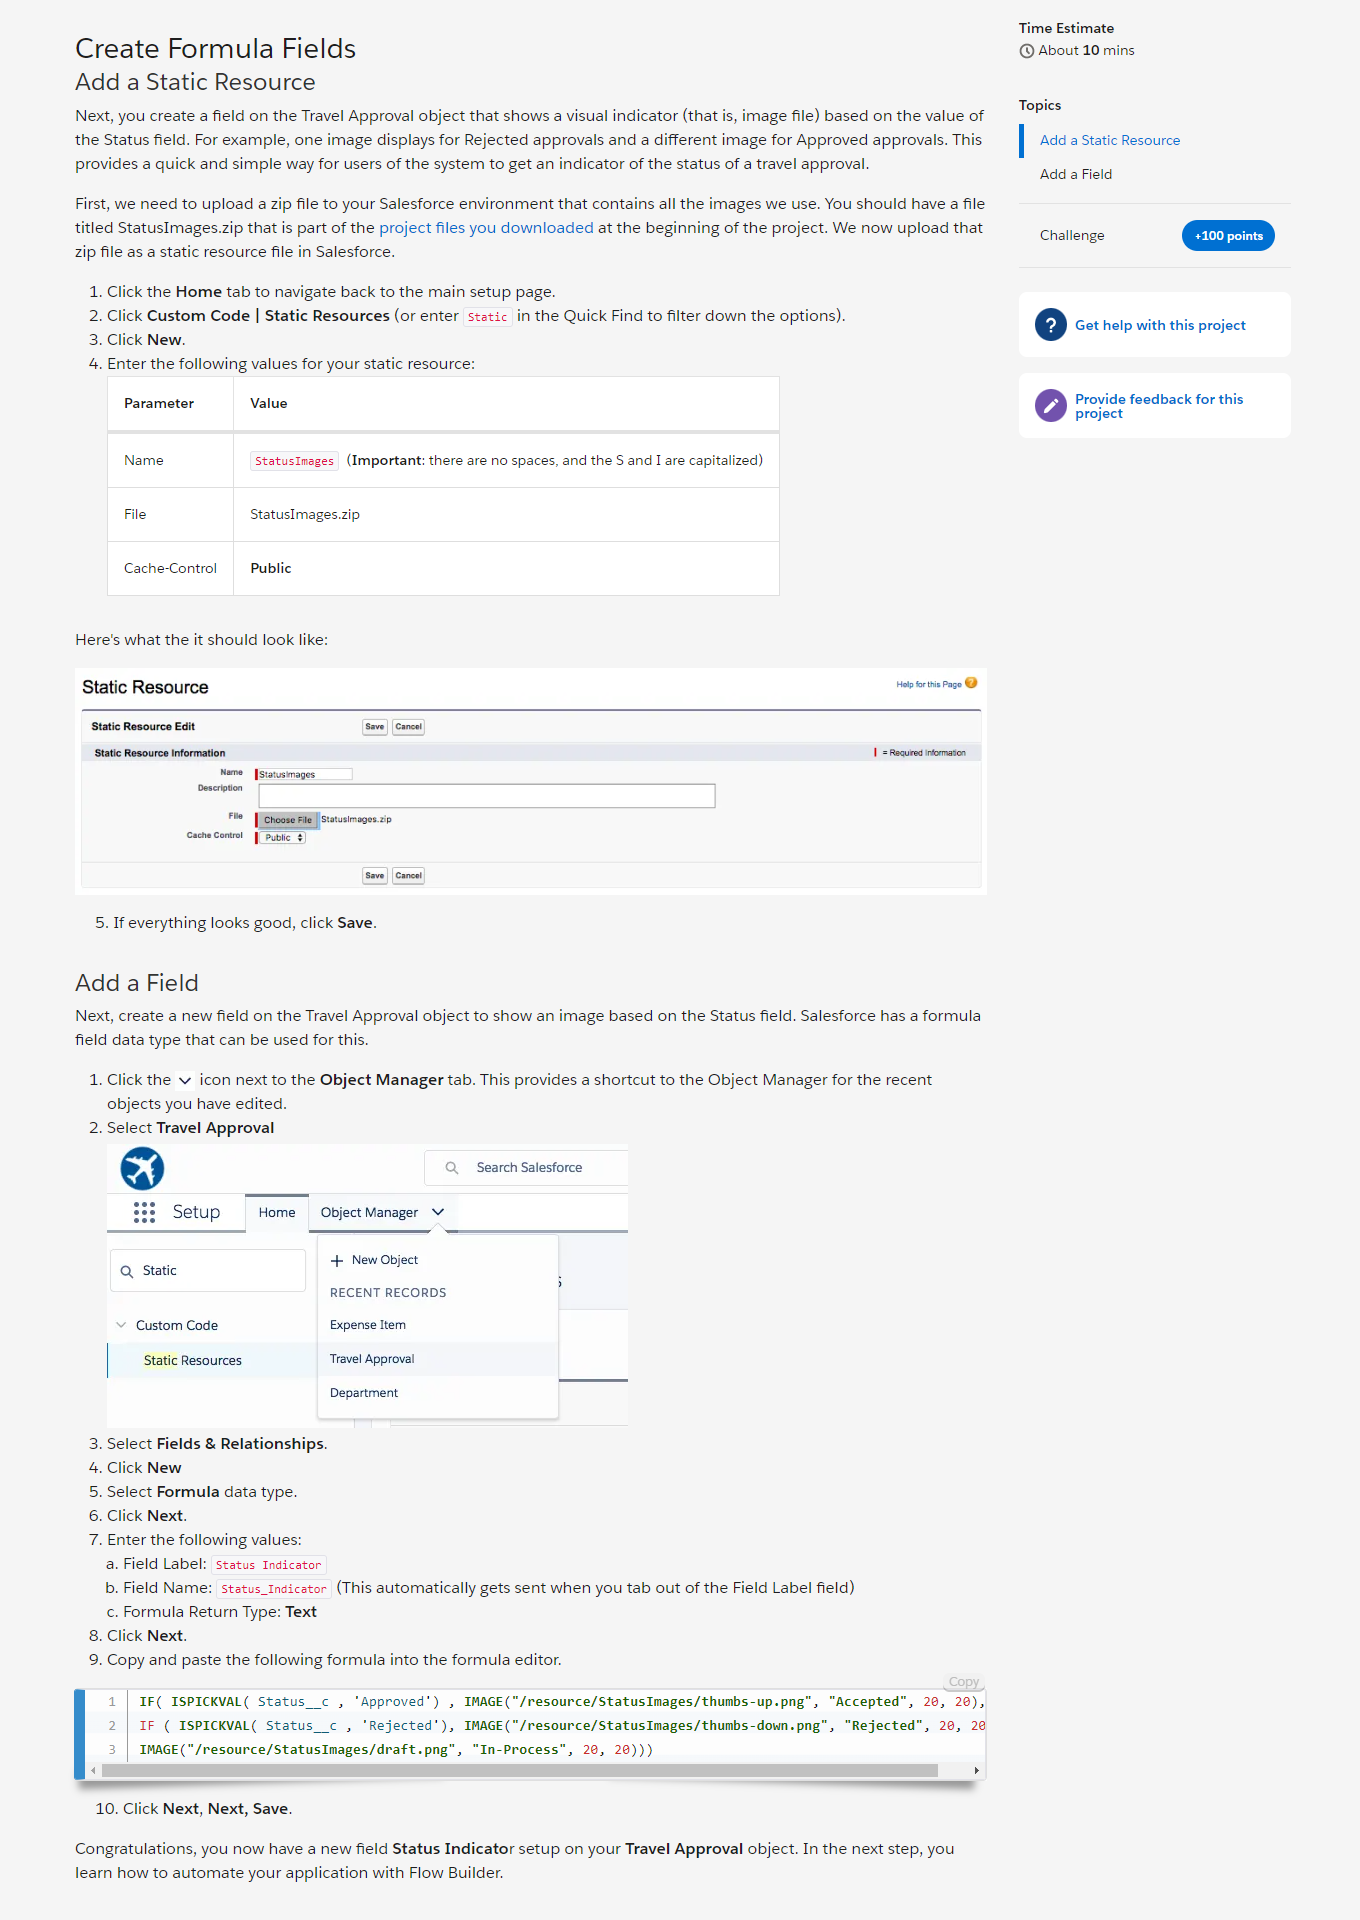 Create Formula Fields
Add a Static Resource
Next, you create a field on the Travel Approval object that shows a visual indicator (that is, image file) based on the value of
the Status field. For example, one image displays for Rejected approvals and a different image for Approved approvals. This
provides a quick and simple way for users of the system to get an indicator of the status of a travel approval.
First, we need to upload a zip file to your Salesforce environment that contains all the images we use. You should have a file
titled StatusImages.zip that is part of the project files you downloaded at the beginning of the project. We now upload that
zip file as a static resource file in Salesforce.
1. Click the Home tab to navigate back to the main setup page.
2. Click Custom Code | Static Resources (or enter Static in the Quick Find to filter down the options).
3. Click New.
4. Enter the following values for your static resource:
Parameter Value
Name StatusImages (Important: there are no spaces, and the S and I are capitalized)
File StatusImages.zip
Cache-Control Public
Here's what the it should look like:
Static Resource Help for this Page ?
Static Resource Edit Save Cancel
Static Resource Information = Required Information
Name StatusImages
Description
File Choose File StatusImages.zip
Cache Control Public
Save Cancel
5. If everything looks good, click Save.
Add a Field
Next, create a new field on the Travel Approval object to show an image based on the Status field. Salesforce has a formula
field data type that can be used for this.
1. Click the icon next to the Object Manager tab. This provides a shortcut to the Object Manager for the recent
objects you have edited.
2. Select Travel Approval
Search Salesforce
Setup Home Object Manager
Static
Custom Code
Static Resources
+ New Object
RECENT RECORDS
Expense Item
Travel Approval
Department
s
3. Select Fields & Relationships.
4. Click New
5. Select Formula data type.
6. Click Next.
7. Enter the following values:
a. Field Label: Status Indicator
b. Field Name: Status_Indicator (This automatically gets sent when you tab out of the Field Label field)
c. Formula Return Type: Text
8. Click Next.
9. Copy and paste the following formula into the formula editor.
Copy
1 IF( ISPICKVAL( Status__c , 'Approved') , IMAGE("/resource/StatusImages/thumbs-up.png", "Accepted", 20, 20),
2 IF ( ISPICKVAL( Status__c , 'Rejected'), IMAGE("/resource/StatusImages/thumbs-down.png", "Rejected", 20, 20
3 IMAGE("/resource/StatusImages/draft.png", "In-Process", 20, 20)))
10. Click Next, Next, Save.
Congratulations, you now have a new field Status Indicator setup on your Travel Approval object. In the next step, you
learn how to automate your application with Flow Builder.
Time Estimate
About 10 mins
Topics
Add a Static Resource
Add a Field
Challenge +100 points
? Get help with this project
Provide feedback for this
project